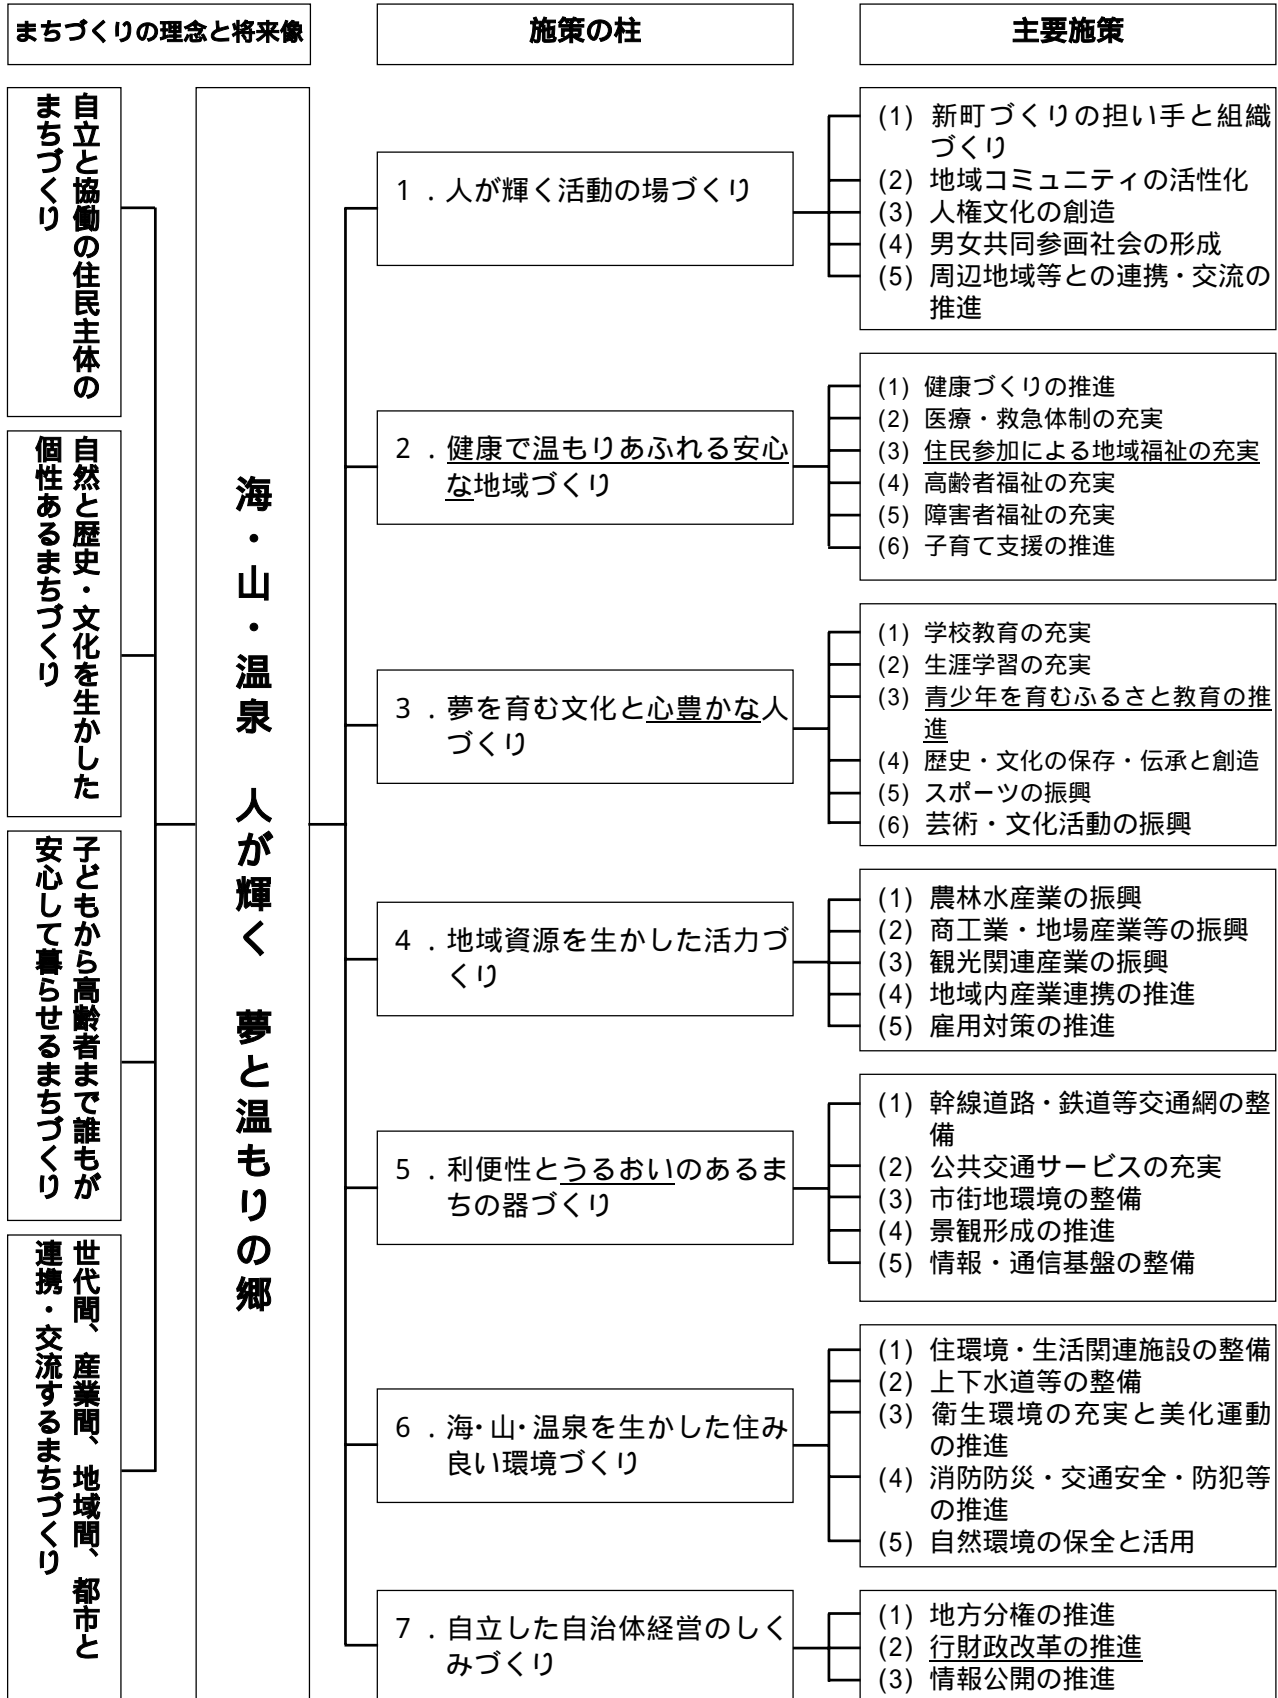 まちづくりの理念と将来像
施策の柱
主要施策
自立と協働の住民主体の
まちづくり
自然と歴史・文化を生かした
個性あるまちづくり
子どもから高齢者まで誰もが
安心して暮らせるまちづくり
世代間、産業間、地域間、都市と
連携・交流するまちづくり
海・山・温泉　人が輝く　夢と温もりの郷
１．人が輝く活動の場づくり
(1) 新町づくりの担い手と組織
づくり
(2) 地域コミュニティの活性化
(3) 人権文化の創造
(4) 男女共同参画社会の形成
(5) 周辺地域等との連携・交流の
推進
２．健康で温もりあふれる安心
な地域づくり
(1) 健康づくりの推進
(2) 医療・救急体制の充実
(3) 住民参加による地域福祉の充実
(4) 高齢者福祉の充実
(5) 障害者福祉の充実
(6) 子育て支援の推進
３．夢を育む文化と心豊かな人
づくり
(1) 学校教育の充実
(2) 生涯学習の充実
(3) 青少年を育むふるさと教育の推
進
(4) 歴史・文化の保存・伝承と創造
(5) スポーツの振興
(6) 芸術・文化活動の振興
４．地域資源を生かした活力づ
くり
(1) 農林水産業の振興
(2) 商工業・地場産業等の振興
(3) 観光関連産業の振興
(4) 地域内産業連携の推進
(5) 雇用対策の推進
５．利便性とうるおいのあるま
ちの器づくり
(1) 幹線道路・鉄道等交通網の整
備
(2) 公共交通サービスの充実
(3) 市街地環境の整備
(4) 景観形成の推進
(5) 情報・通信基盤の整備
６．海・山・温泉を生かした住み
良い環境づくり
(1) 住環境・生活関連施設の整備
(2) 上下水道等の整備
(3) 衛生環境の充実と美化運動
の推進
(4) 消防防災・交通安全・防犯等
の推進
(5) 自然環境の保全と活用
７．自立した自治体経営のしく
みづくり
(1) 地方分権の推進
(2) 行財政改革の推進
(3) 情報公開の推進